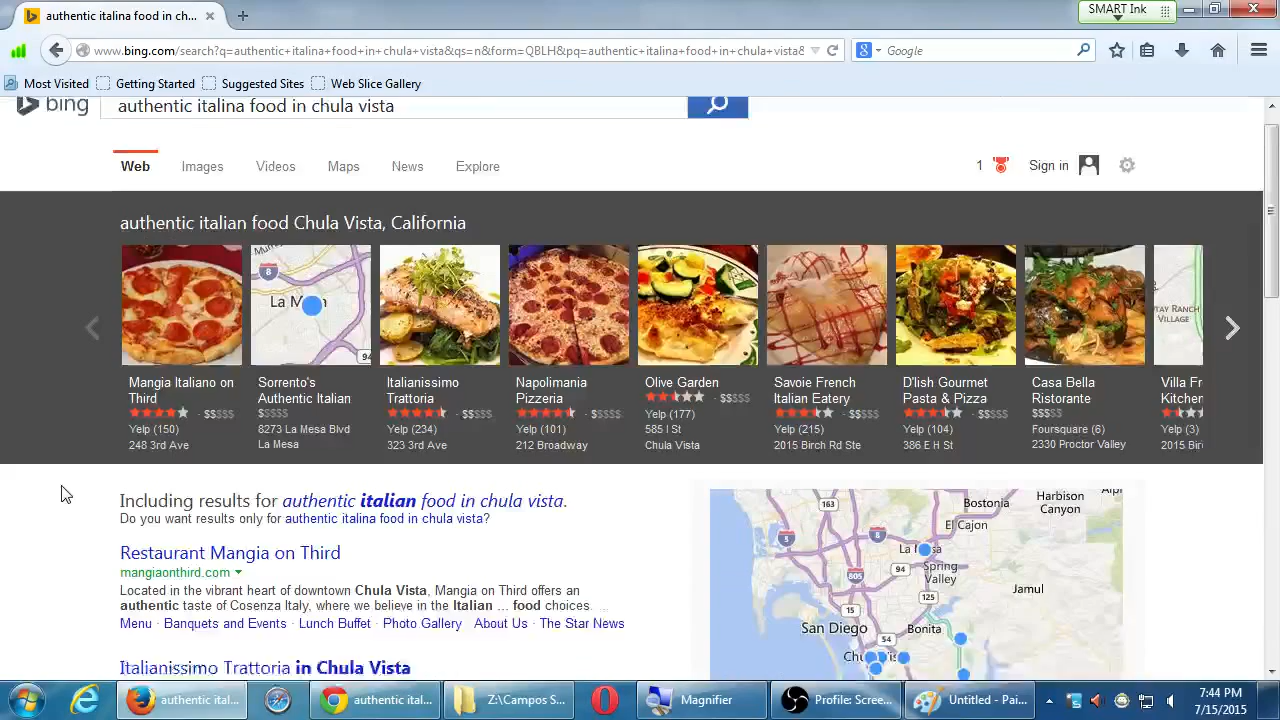 authentic italina food in ch...
SMART Ink
www.bing.com/search?q=authentic+italina+food+in+chula+vista&qs=n&form=QBLH&pq=authentic+italina+food+in+chula+vista&
Google
Most Visited
Getting Started
Suggested Sites
Web Slice Gallery
bing
authentic italina food in chula vista
Web
Images
Videos
Maps
News
Explore
1
Sign in
authentic italian food Chula Vista, California
Mangia Italiano on
Third
· $$$$$
Yelp (150)
248 3rd Ave
Sorrento's
Authentic Italian
$$$$$
8273 La Mesa Blvd
La Mesa
Italianissimo
Trattoria
· $$$$$
Yelp (234)
323 3rd Ave
Napolimania
Pizzeria
· $$$$$
Yelp (101)
212 Broadway
Olive Garden
· $$$$$
Yelp (177)
585 I St
Chula Vista
Savoie French
Italian Eatery
· $$$$$
Yelp (215)
2015 Birch Rd Ste
D'lish Gourmet
Pasta & Pizza
· $$$$$
Yelp (104)
386 E H St
Casa Bella
Ristorante
$$$$$
Foursquare (6)
2330 Proctor Valley
Villa Fr
Kitchen
Yelp (3)
2015 Bir
8
La Mesa
94
TAY RANCH
VILLAGE
Including results for authentic italian food in chula vista.
Do you want results only for authentic italina food in chula vista?
Restaurant Mangia on Third
mangiaonthird.com
Located in the vibrant heart of downtown Chula Vista, Mangia on Third offers an
authentic taste of Cosenza Italy, where we believe in the Italian ... food choices
Menu · Banquets and Events · Lunch Buffet · Photo Gallery · About Us · The Star News
Italianissimo Trattoria in Chula Vista
163
Bostonia
Harbison
Canyon
Alpi
5
8
El Cajon
La Mesa
805
94
Spring
Valley
Jamul
125
15
San Diego
54
Bonita
authentic ital...
authentic ital...
Z:\Campos S...
Magnifier
Profile: Scree...
Untitled - Pai...
7:44 PM
7/15/2015